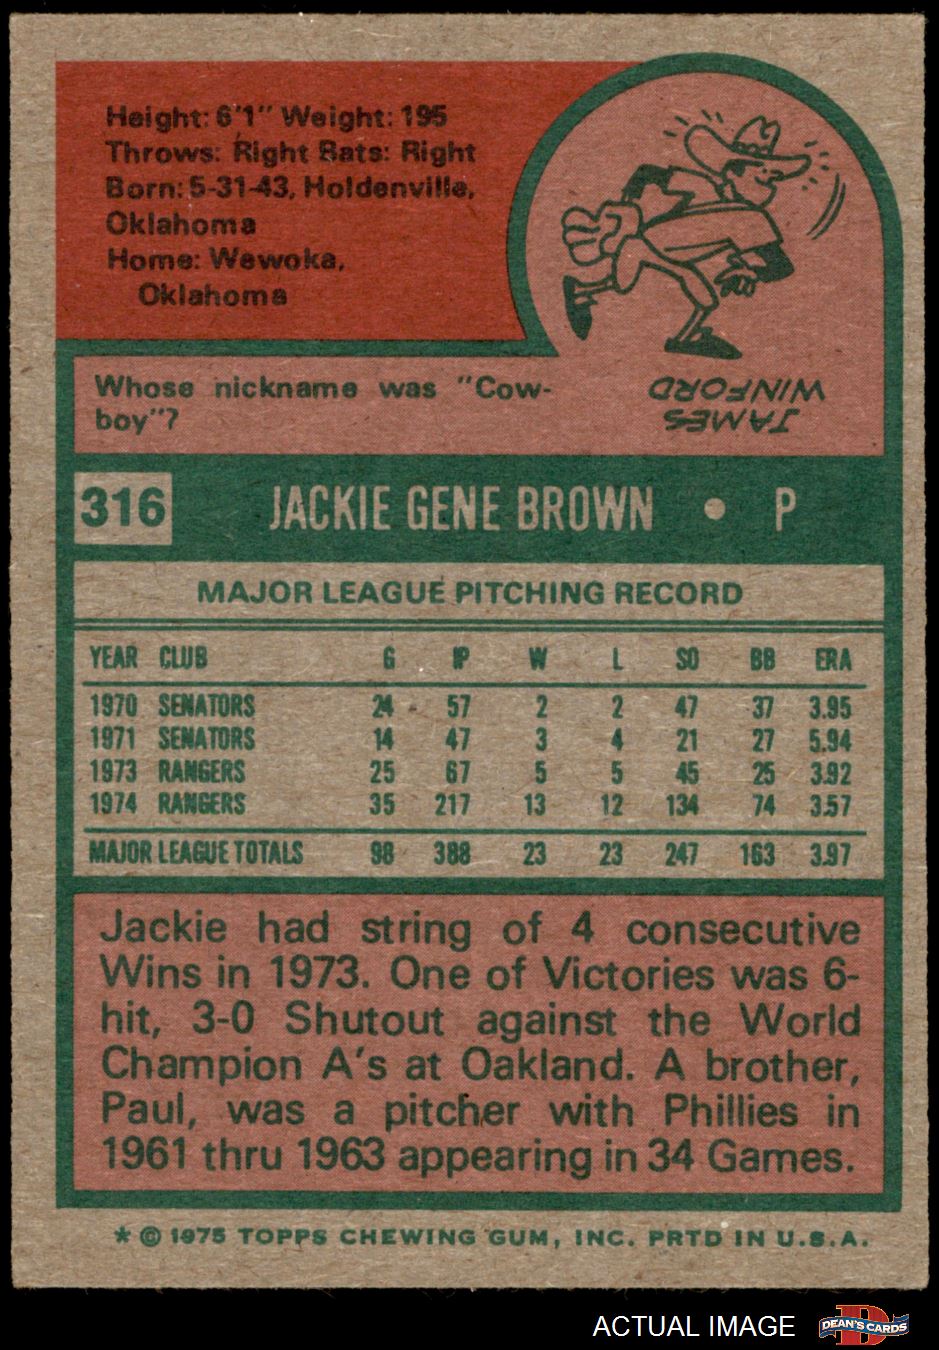 Height: 6'1" Weight: 195
Throws: Right Bats: Right
Born: 5-31-43, Holdenville,
Oklahoma
Home: Wewoka,
Oklahoma
Whose nickname was "Cow-
boy"?
JAMES
WINFORD
316 JACKIE GENE BROWN • P
MAJOR LEAGUE PITCHING RECORD
YEAR CLUB G IP W L SO BB ERA
1970 SENATORS 24 57 2 2 47 37 3.95
1971 SENATORS 14 47 3 4 21 27 5.94
1973 RANGERS 25 67 5 5 45 25 3.92
1974 RANGERS 35 217 13 12 134 74 3.57
MAJOR LEAGUE TOTALS 98 388 23 23 247 163 3.97
Jackie had string of 4 consecutive
Wins in 1973. One of Victories was 6-
hit, 3-0 Shutout against the World
Champion A's at Oakland. A brother,
Paul, was a pitcher with Phillies in
1961 thru 1963 appearing in 34 Games.
* © 1975 TOPPS CHEWING GUM, INC. PRTD IN U.S.A.
ACTUAL IMAGE DEAN'S CARDS